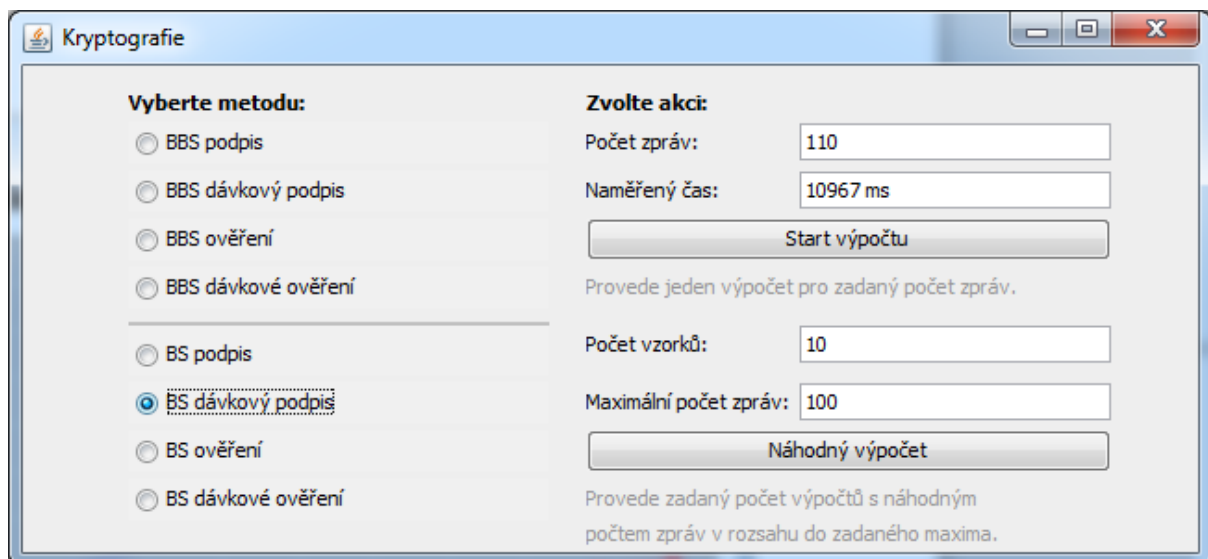 Kryptografie
Vyberte metodu:
BBS podpis
BBS dávkový podpis
BBS ověření
BBS dávkové ověření
BS podpis
BS dávkový podpis
BS ověření
BS dávkové ověření
Zvolte akci:
Počet zpráv: 110
Naměřený čas: 10967 ms
Start výpočtu
Provede jeden výpočet pro zadaný počet zpráv.
Počet vzorků: 10
Maximální počet zpráv: 100
Náhodný výpočet
Provede zadaný počet výpočtů s náhodným
počtem zpráv v rozsahu do zadaného maxima.